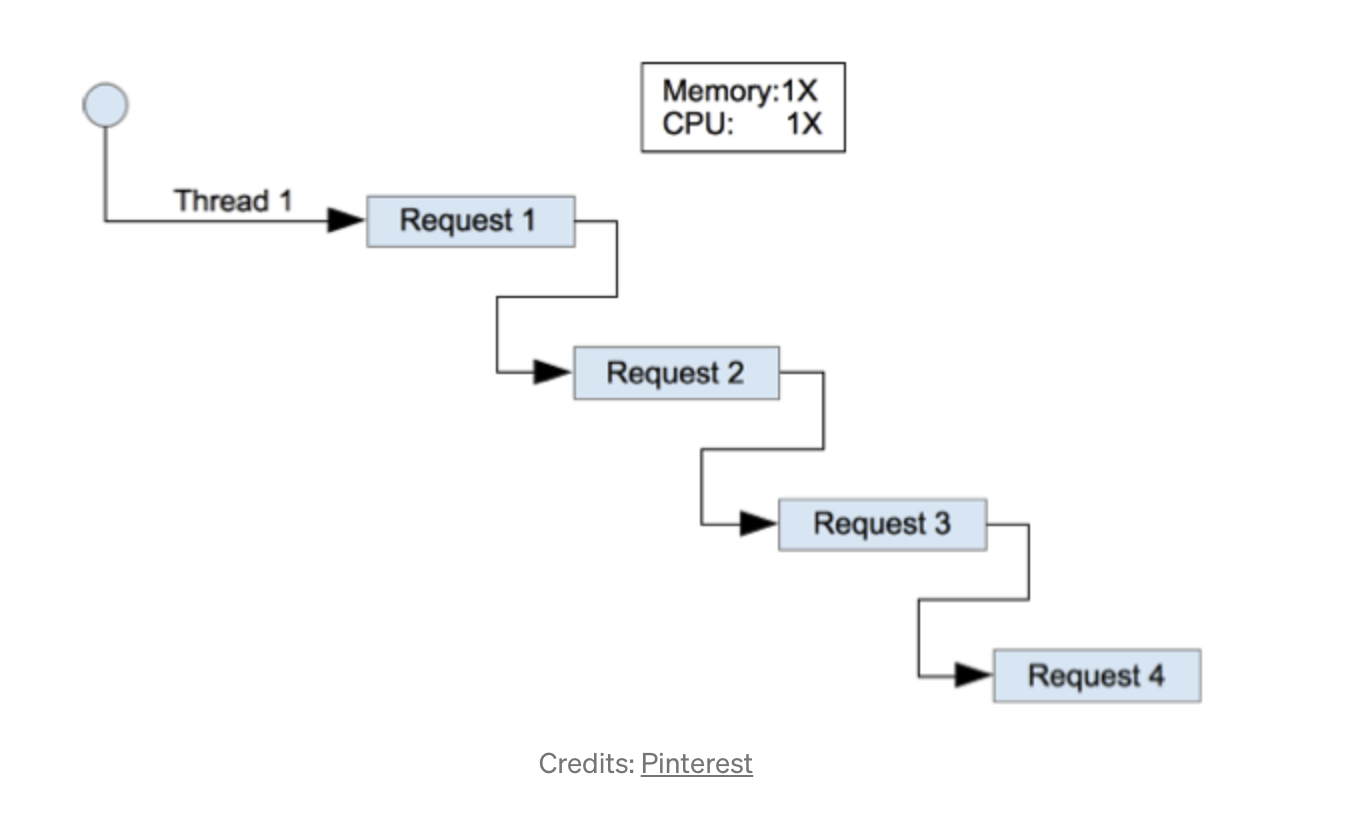 Memory:1X
CPU: 1X
Thread 1
Request 1
Request 2
Request 3
Request 4
Credits: Pinterest